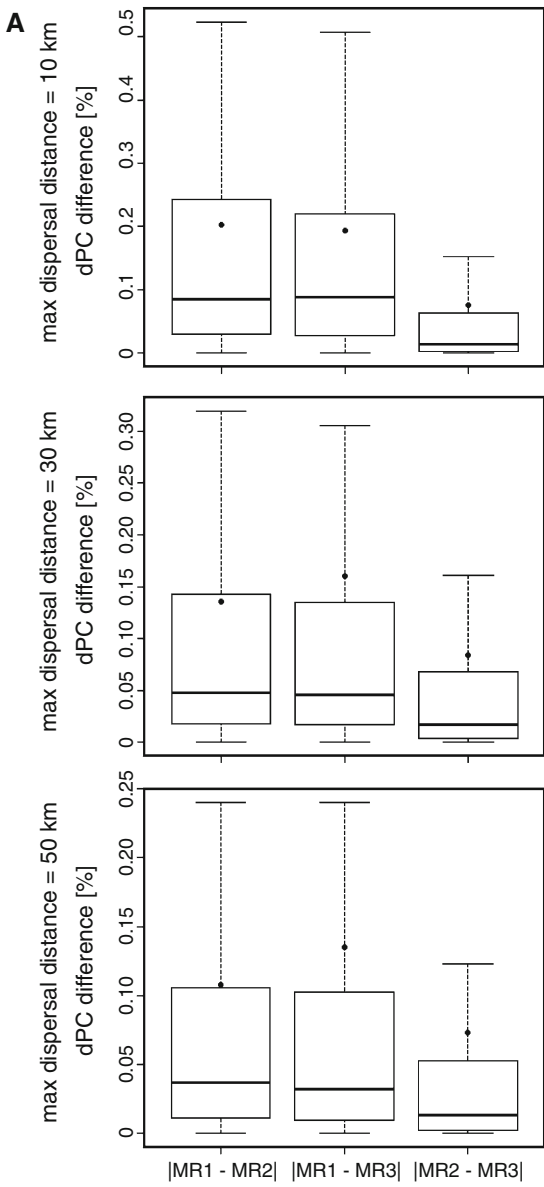 A
max dispersal distance = 10 km
dPC difference [%]
0.5
0.4
0.3
0.2
0.1
0
max dispersal distance = 30 km
dPC difference [%]
0.30
0.25
0.20
0.15
0.10
0.05
0
max dispersal distance = 50 km
dPC difference [%]
0.25
0.20
0.15
0.10
0.05
0
|MR1 - MR2| |MR1 - MR3| |MR2 - MR3|